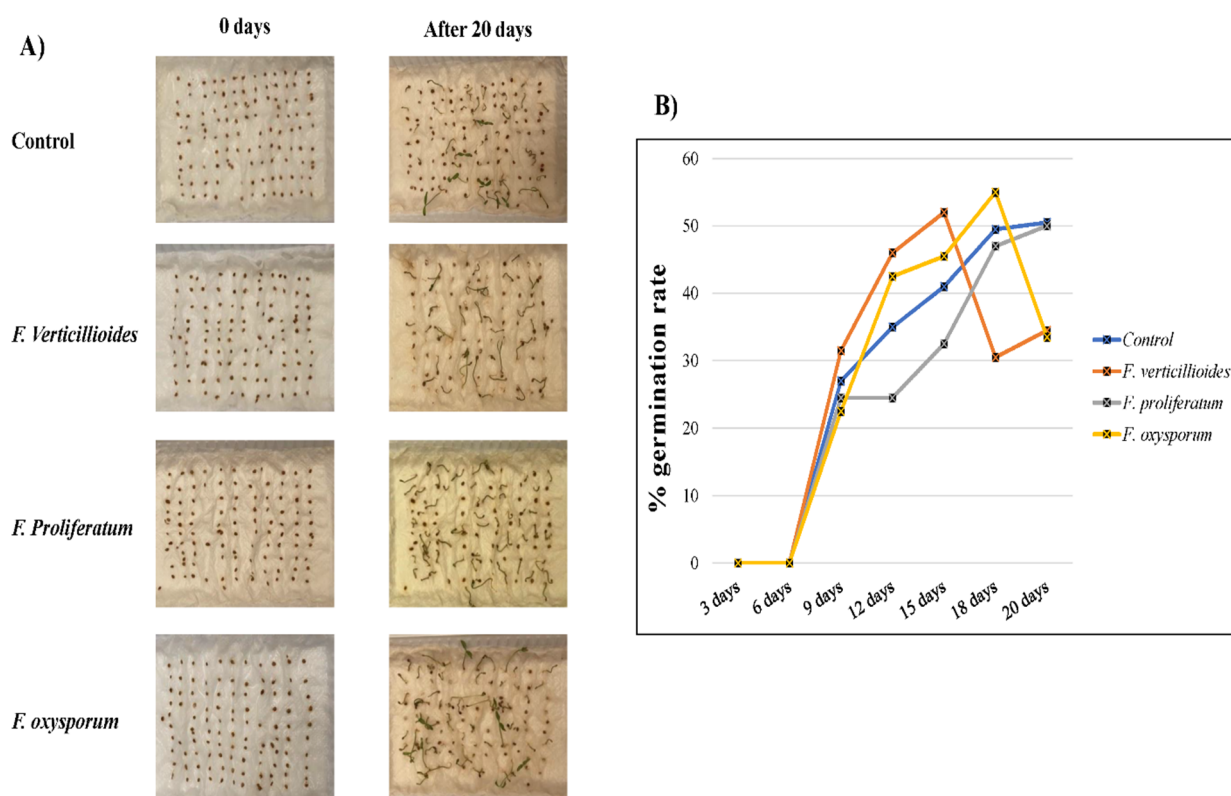 A)
0 days
After 20 days
Control
F. Verticillioides
F. Proliferatum
F. oxysporum
B)
% germination rate
60
50
40
30
20
10
0
3 days
6 days
9 days
12 days
15 days
18 days
20 days
Control
F. verticillioides
F. proliferatum
F. oxysporum